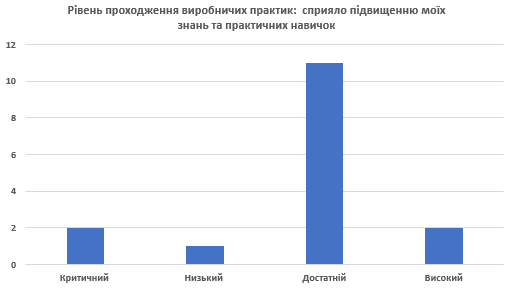 Рівень проходження виробничих практик:  сприяло підвищенню моїх
знань та практичних навичок
12
10
8
6
4
2
0
Критичний Низький Достатній Високий